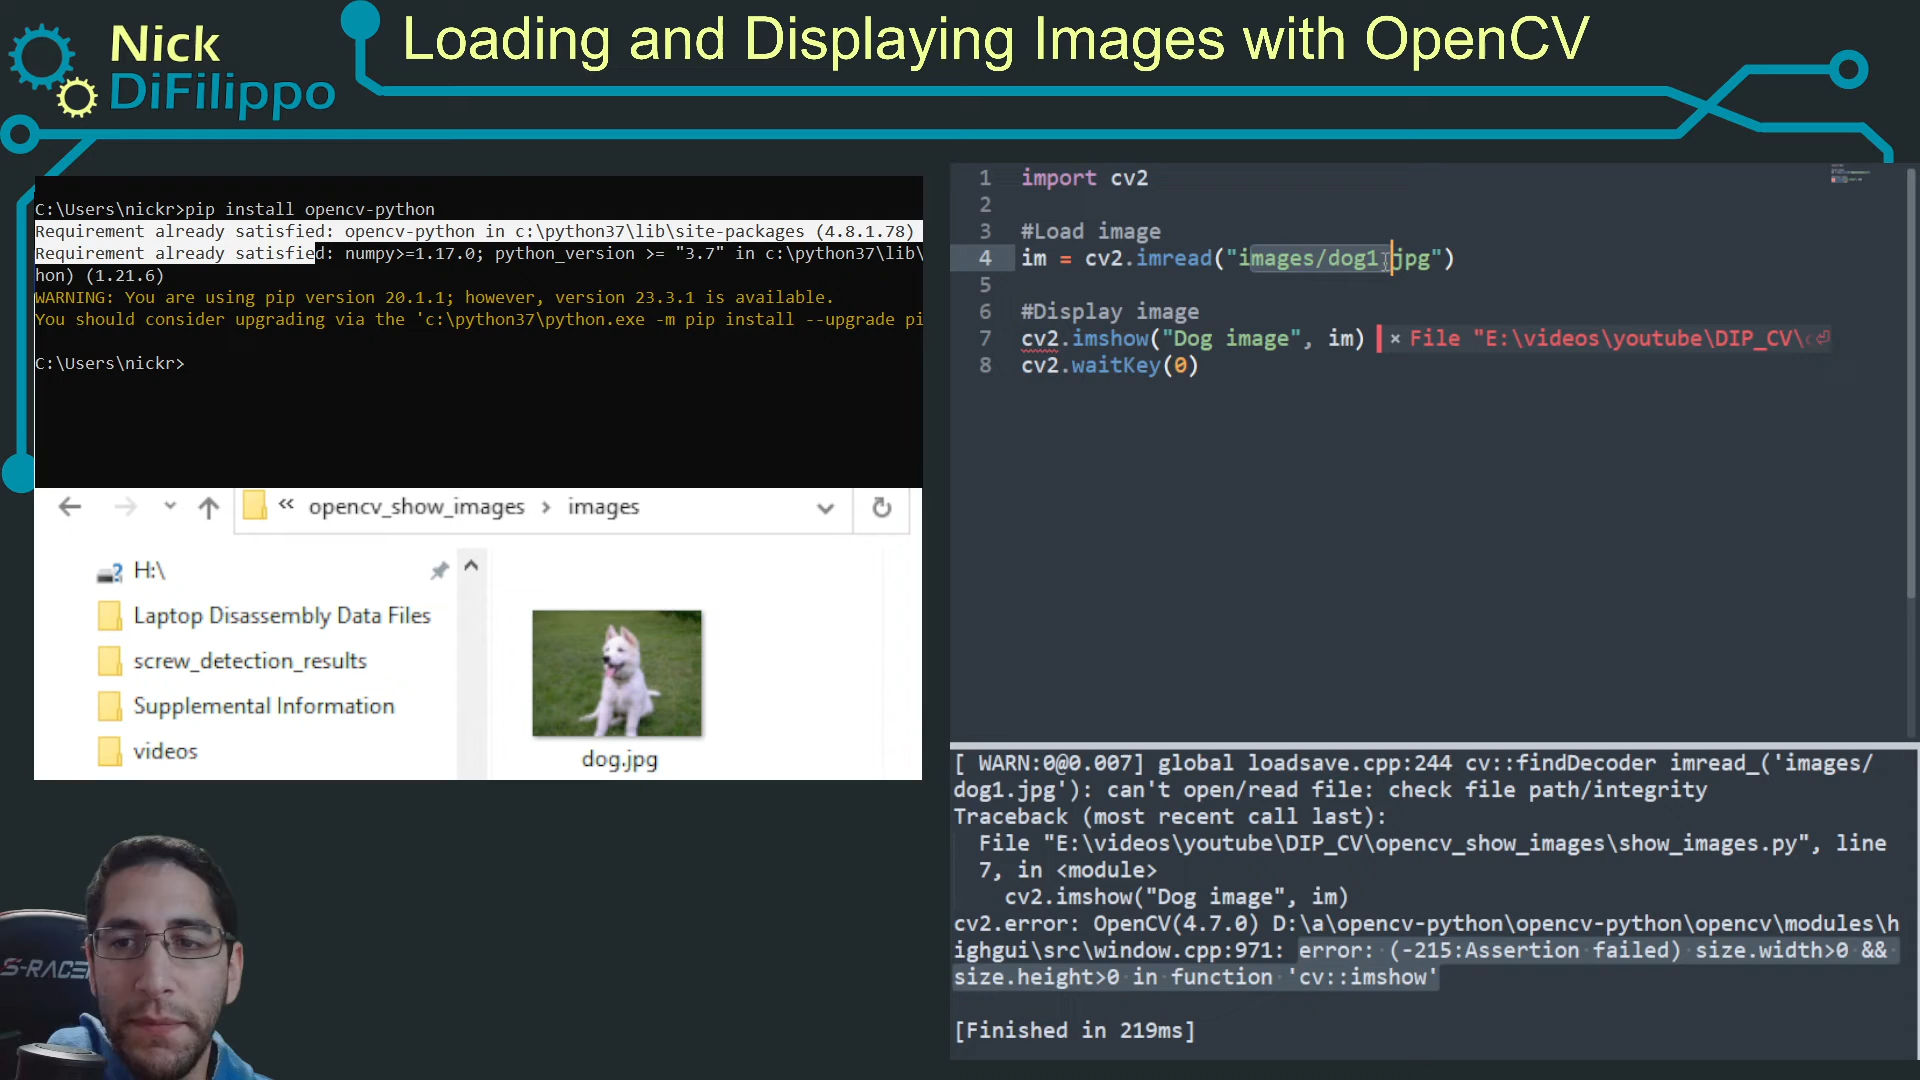 Nick
DiFilippo
Loading and Displaying Images with OpenCV
C:\Users\nickr>pip install opencv-python
Requirement already satisfied: opencv-python in c:\python37\lib\site-packages (4.8.1.78)
Requirement already satisfied: numpy>=1.17.0; python_version >= "3.7" in c:\python37\lib\
hon) (1.21.6)
WARNING: You are using pip version 20.1.1; however, version 23.3.1 is available.
You should consider upgrading via the 'c:\python37\python.exe -m pip install --upgrade pi
C:\Users\nickr>
« opencv_show_images > images
H:\
Laptop Disassembly Data Files
screw_detection_results
Supplemental Information
videos
dog.jpg
1 import cv2
2
3 #Load image
4 im = cv2.imread("images/dog1.jpg")
5
6 #Display image
7 cv2.imshow("Dog image", im) × File "E:\videos\youtube\DIP_CV\
8 cv2.waitKey(0)
[ WARN:0@0.007] global loadsave.cpp:244 cv::findDecoder imread_('images/
dog1.jpg'): can't open/read file: check file path/integrity
Traceback (most recent call last):
File "E:\videos\youtube\DIP_CV\opencv_show_images\show_images.py", line
7, in <module>
cv2.imshow("Dog image", im)
cv2.error: OpenCV(4.7.0) D:\a\opencv-python\opencv-python\opencv\modules\h
ighgui\src\window.cpp:971: error: (-215:Assertion failed) size.width>0 &&
size.height>0 in function 'cv::imshow'
[Finished in 219ms]